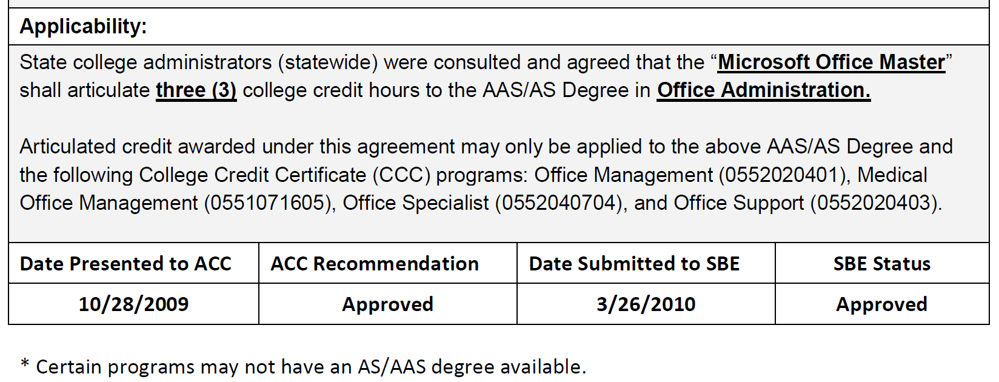 Applicability:
State college administrators (statewide) were consulted and agreed that the “Microsoft Office Master”
shall articulate three (3) college credit hours to the AAS/AS Degree in Office Administration.
Articulated credit awarded under this agreement may only be applied to the above AAS/AS Degree and
the following College Credit Certificate (CCC) programs: Office Management (0552020401), Medical
Office Management (0551071605), Office Specialist (0552040704), and Office Support (0552020403).
Date Presented to ACC ACC Recommendation Date Submitted to SBE SBE Status
10/28/2009 Approved 3/26/2010 Approved
* Certain programs may not have an AS/AAS degree available.